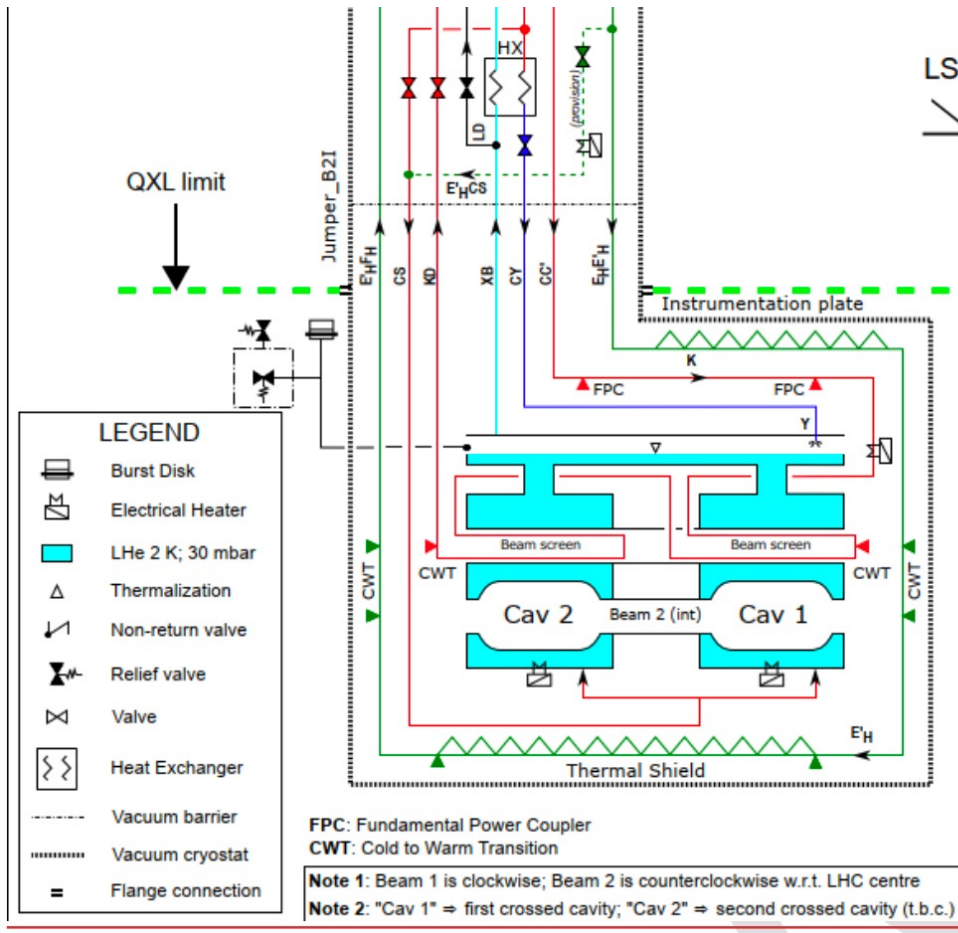 HX
LS
(provision)
LD
QXL limit
Jumper_B2I
E'HCS
E'HFH
CS
KD
XB
CY
CC'
EHE'H
Instrumentation plate
K
FPC
FPC
Y
LEGEND
Burst Disk
Electrical Heater
LHe 2 K; 30 mbar
Thermalization
Non-return valve
Relief valve
Valve
Heat Exchanger
Vacuum barrier
Vacuum cryostat
Flange connection
Beam screen
Beam screen
CWT
CWT
CWT
CWT
Cav 2
Beam 2 (int)
Cav 1
E'H
Thermal Shield
FPC: Fundamental Power Coupler
CWT: Cold to Warm Transition
Note 1: Beam 1 is clockwise; Beam 2 is counterclockwise w.r.t. LHC centre
Note 2: "Cav 1" ⇒ first crossed cavity; "Cav 2" ⇒ second crossed cavity (t.b.c.)